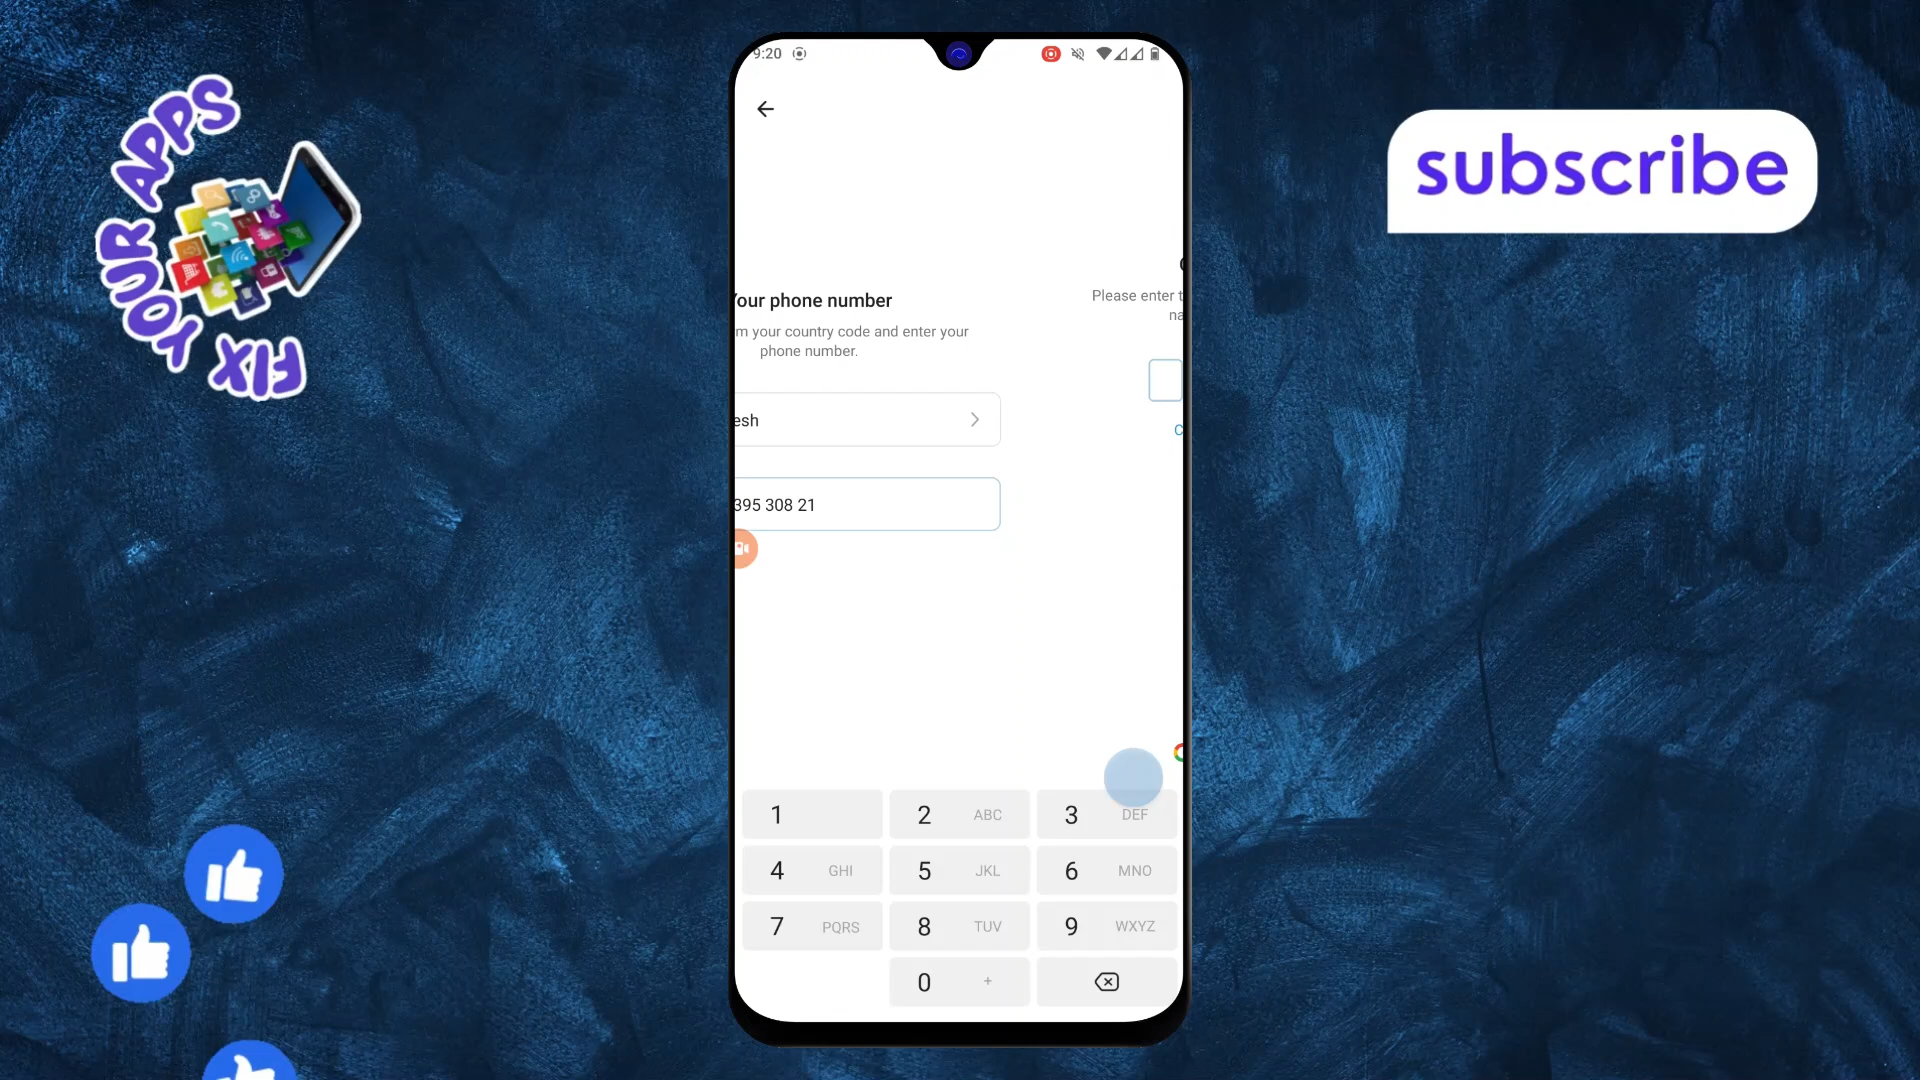 FIX YOUR APPS
subscribe
9:20
Your phone number
m your country code and enter your
phone number.
Please enter t
na
esh
395 308 21
C
1
2 ABC
3 DEF
4 GHI
5 JKL
6 MNO
7 PQRS
8 TUV
9 WXYZ
0 +